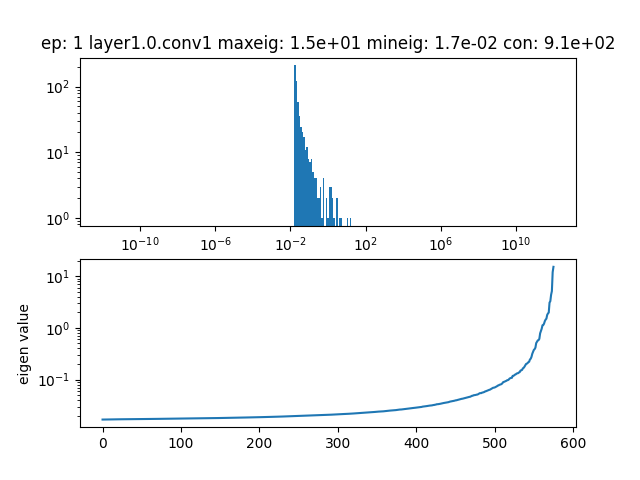 ep: 1 layer1.0.conv1 maxeig: 1.5e+01 mineig: 1.7e-02 con: 9.1e+02
10²
10¹
10⁰
10⁻¹⁰ 10⁻⁶ 10⁻² 10² 10⁶ 10¹⁰
eigen value
10¹
10⁰
10⁻¹
0 100 200 300 400 500 600